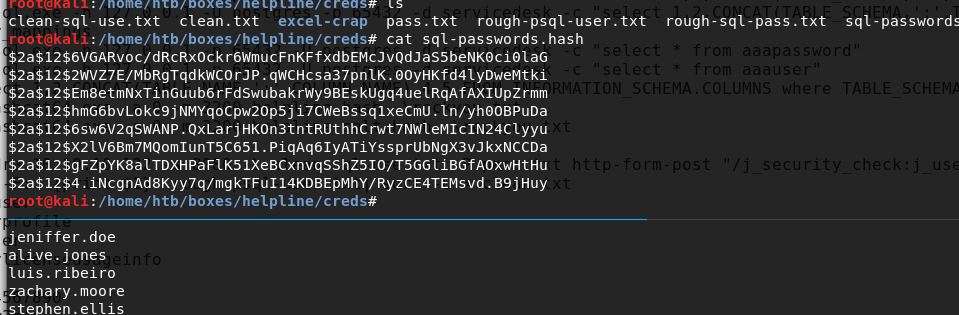 root@kali:/home/htb/boxes/helpline/creds# ls
clean-sql-use.txt clean.txt excel-crap pass.txt rough-psql-user.txt rough-sql-pass.txt sql-passwords
root@kali:/home/htb/boxes/helpline/creds# cat sql-passwords.hash
$2a$12$6VGARvoc/dRcRxOckr6WmucFnKFfxdbEMCJvQdJaS5beNK0ci0laG
$2a$12$2WVZ7E/MbRgTqdkWCOrJP.qWCHcsa37pnlK.0OyHKfd4lyDweMtki
$2a$12$Em8etmNxTinGuub6rFdSwubakrWy9BEskUgq4uelRqAfAXIUpZrmm
$2a$12$hmG6bvLokc9jNMYqoCpw2Op5ji7CWeBssq1xeCmU.ln/yh0OBPuDa
$2a$12$6sw6V2qSWANP.QxLarjHKOn3tntRUthhCrwt7NWleMIcIN24Clyyu
$2a$12$X2lV6Bm7MQomIunT5C651.PiqAq6IyATiYssprUbNgX3vJkxNCCDa
$2a$12$gFZpYK8alTDXHPaFlK51XeBCxnvqSShZ5IO/T5GGliBGfAOxwHtHu
$2a$12$4.iNcgnAd8Kyy7q/mgkTFuI14KDBEpMhY/RyzCE4TEMsvd.B9jHuy
root@kali:/home/htb/boxes/helpline/creds#
jeniffer.doe
alive.jones
luis.ribeiro
zachary.moore
stephen.ellis